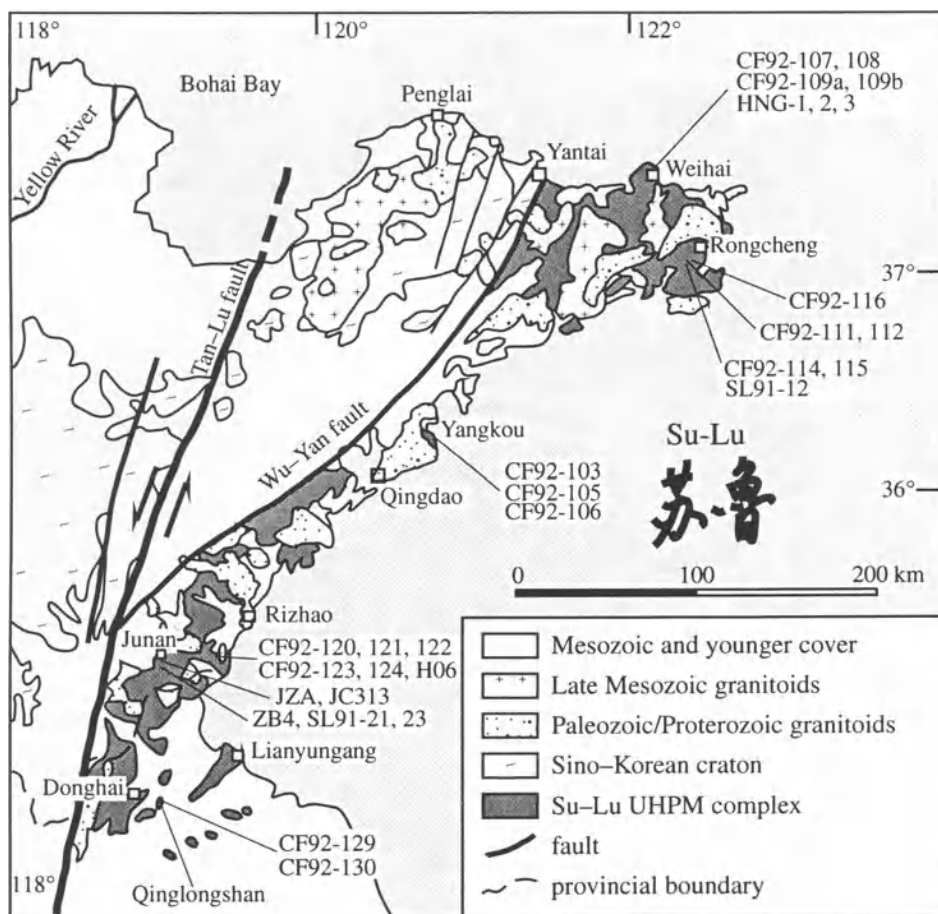 118°
120°
122°
Bohai Bay
Penglai
CF92-107, 108
CF92-109a, 109b
HNG-1, 2, 3
Yellow River
Yantai
Weihai
Rongcheng
37°
Tan–Lu fault
CF92-116
CF92-111, 112
CF92-114, 115
SL91-12
Wu–Yan fault
Yangkou
Su-Lu
苏-鲁
Qingdao
CF92-103
CF92-105
CF92-106
36°
0 100 200 km
Rizhao
Junan
CF92-120, 121, 122
CF92-123, 124, H06
JZA, JC313
ZB4, SL91-21, 23
Lianyungang
Donghai
CF92-129
CF92-130
118°
Qinglongshan
Mesozoic and younger cover
Late Mesozoic granitoids
Paleozoic/Proterozoic granitoids
Sino–Korean craton
Su–Lu UHPM complex
fault
provincial boundary